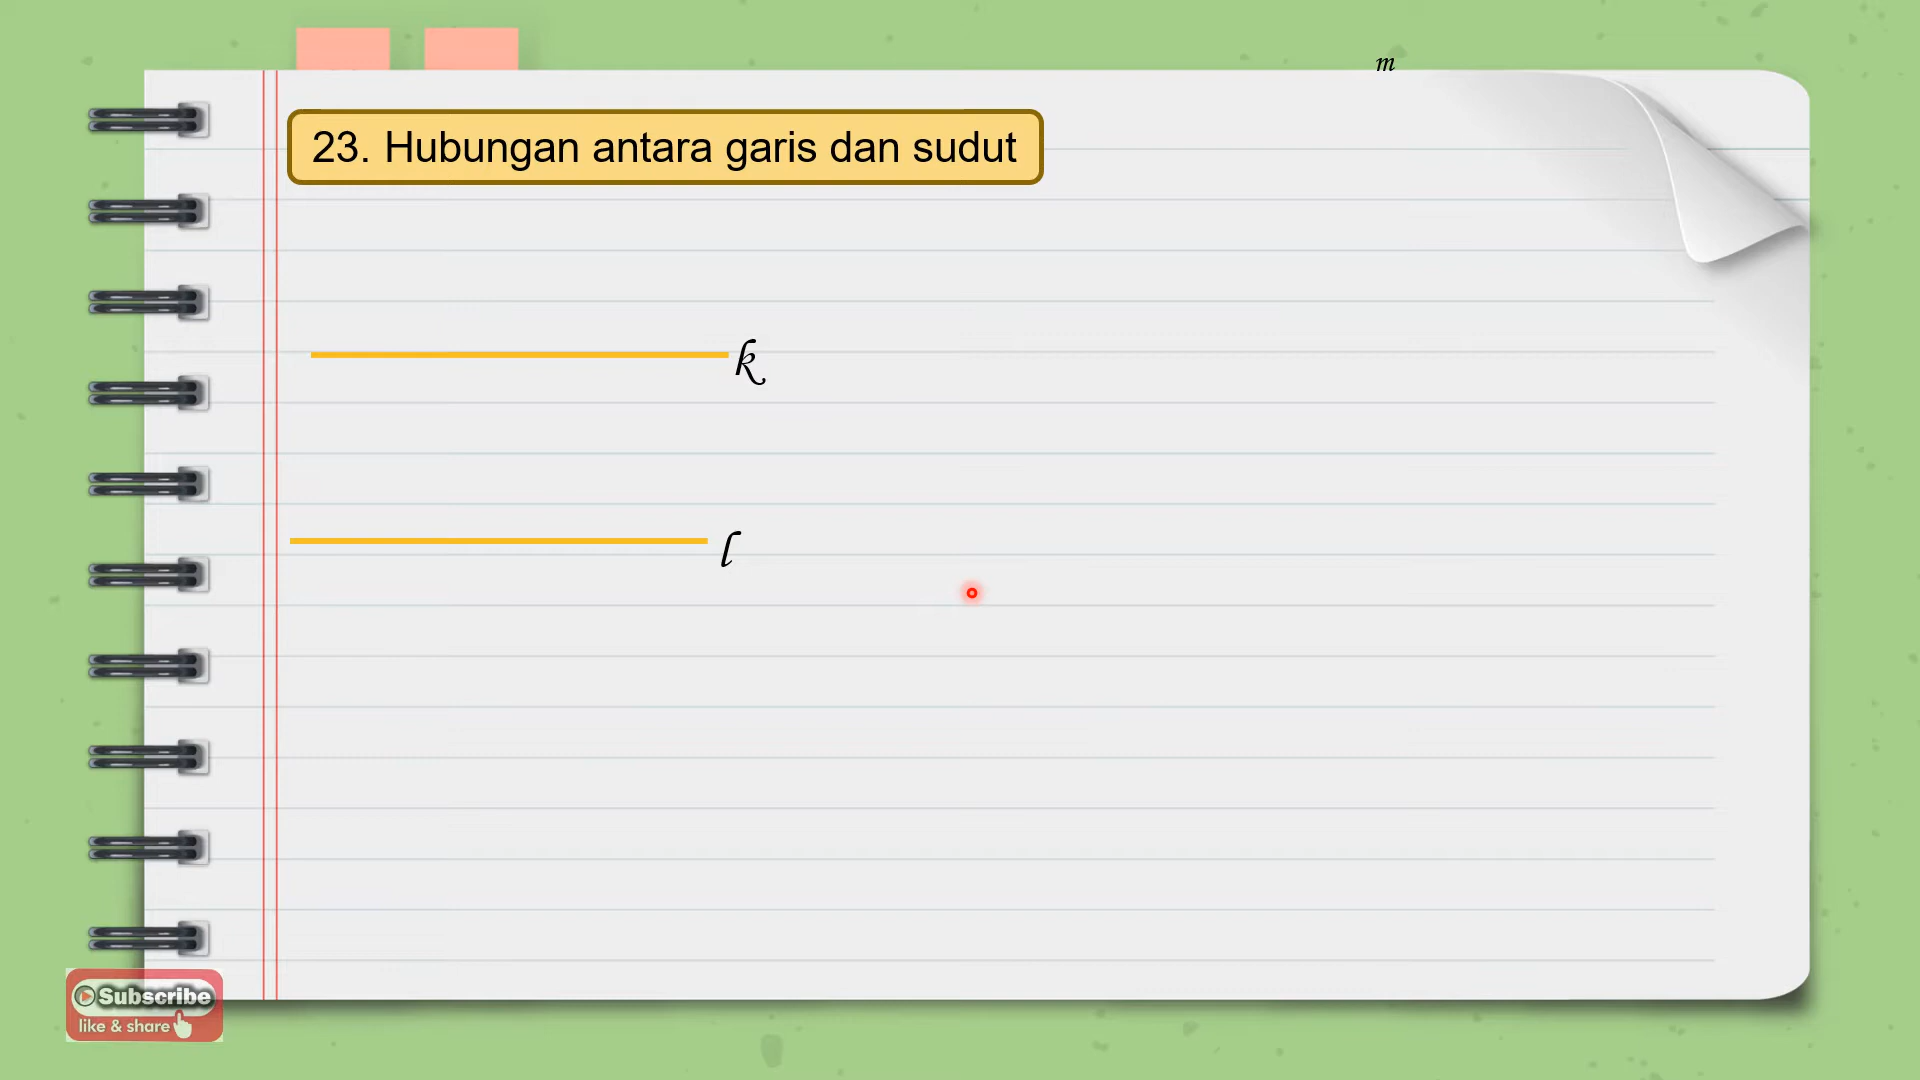 m
23. Hubungan antara garis dan sudut
k
l
Subscribe
like & share